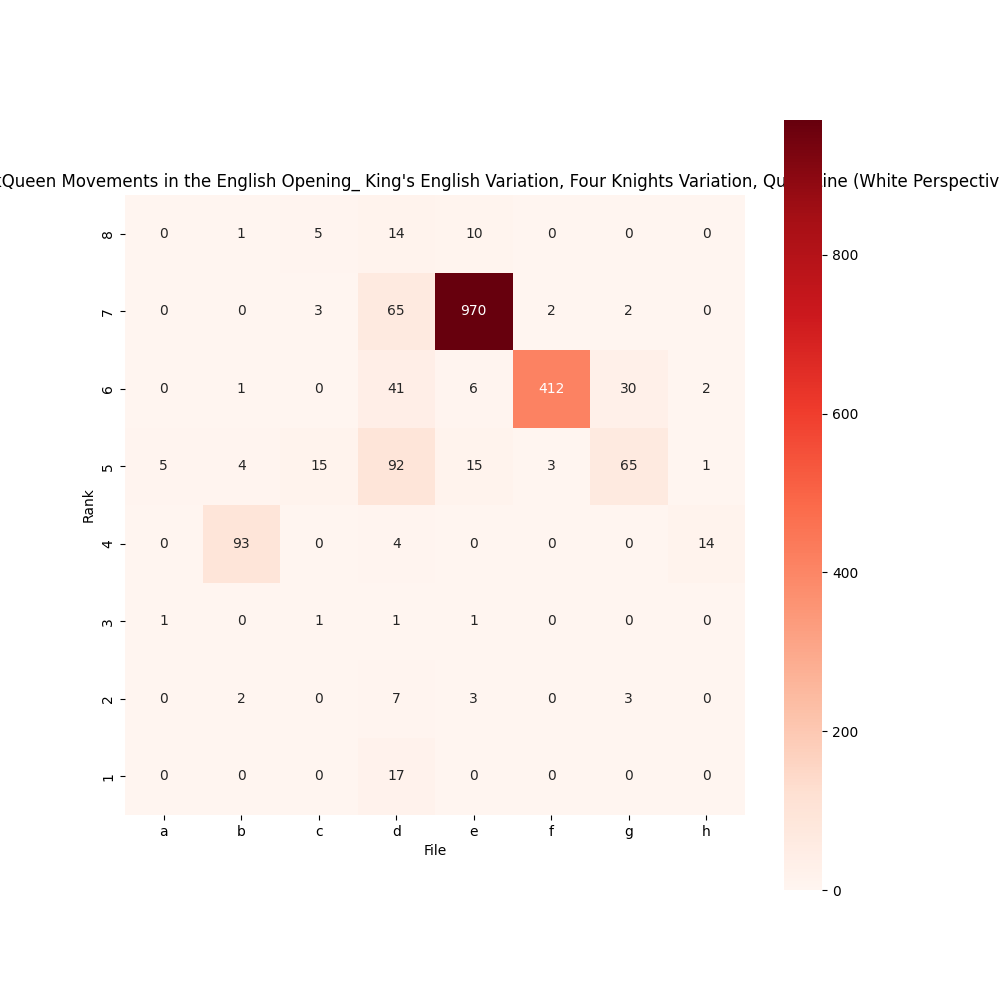 Queen Movements in the English Opening_ King's English Variation, Four Knights Variation, Qu ine (White Perspectiv
8 0 1 5 14 10 0 0 0
7 0 0 3 65 970 2 2 0
6 0 1 0 41 6 412 30 2
5 5 4 15 92 15 3 65 1
4 0 93 0 4 0 0 0 14
3 1 0 1 1 1 0 0 0
2 0 2 0 7 3 0 3 0
1 0 0 0 17 0 0 0 0
a b c d e f g h
File
Rank
800
600
400
200
0